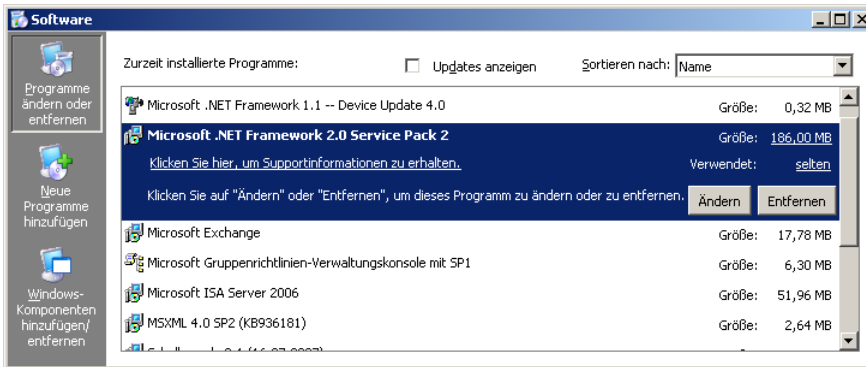 Software
Zurzeit installierte Programme:
Updates anzeigen
Sortieren nach:
Name
Programme
ändern oder
entfernen
Neue
Programme
hinzufügen
Windows-
Komponenten
hinzufügen/
entfernen
Microsoft .NET Framework 1.1 -- Device Update 4.0 Größe: 0,32 MB
Microsoft .NET Framework 2.0 Service Pack 2 Größe: 186,00 MB
Klicken Sie hier, um Supportinformationen zu erhalten. Verwendet: selten
Klicken Sie auf "Ändern" oder "Entfernen", um dieses Programm zu ändern oder zu entfernen. Ändern Entfernen
Microsoft Exchange Größe: 17,78 MB
Microsoft Gruppenrichtlinien-Verwaltungskonsole mit SP1 Größe: 6,30 MB
Microsoft ISA Server 2006 Größe: 51,96 MB
MSXML 4.0 SP2 (KB936181) Größe: 2,64 MB